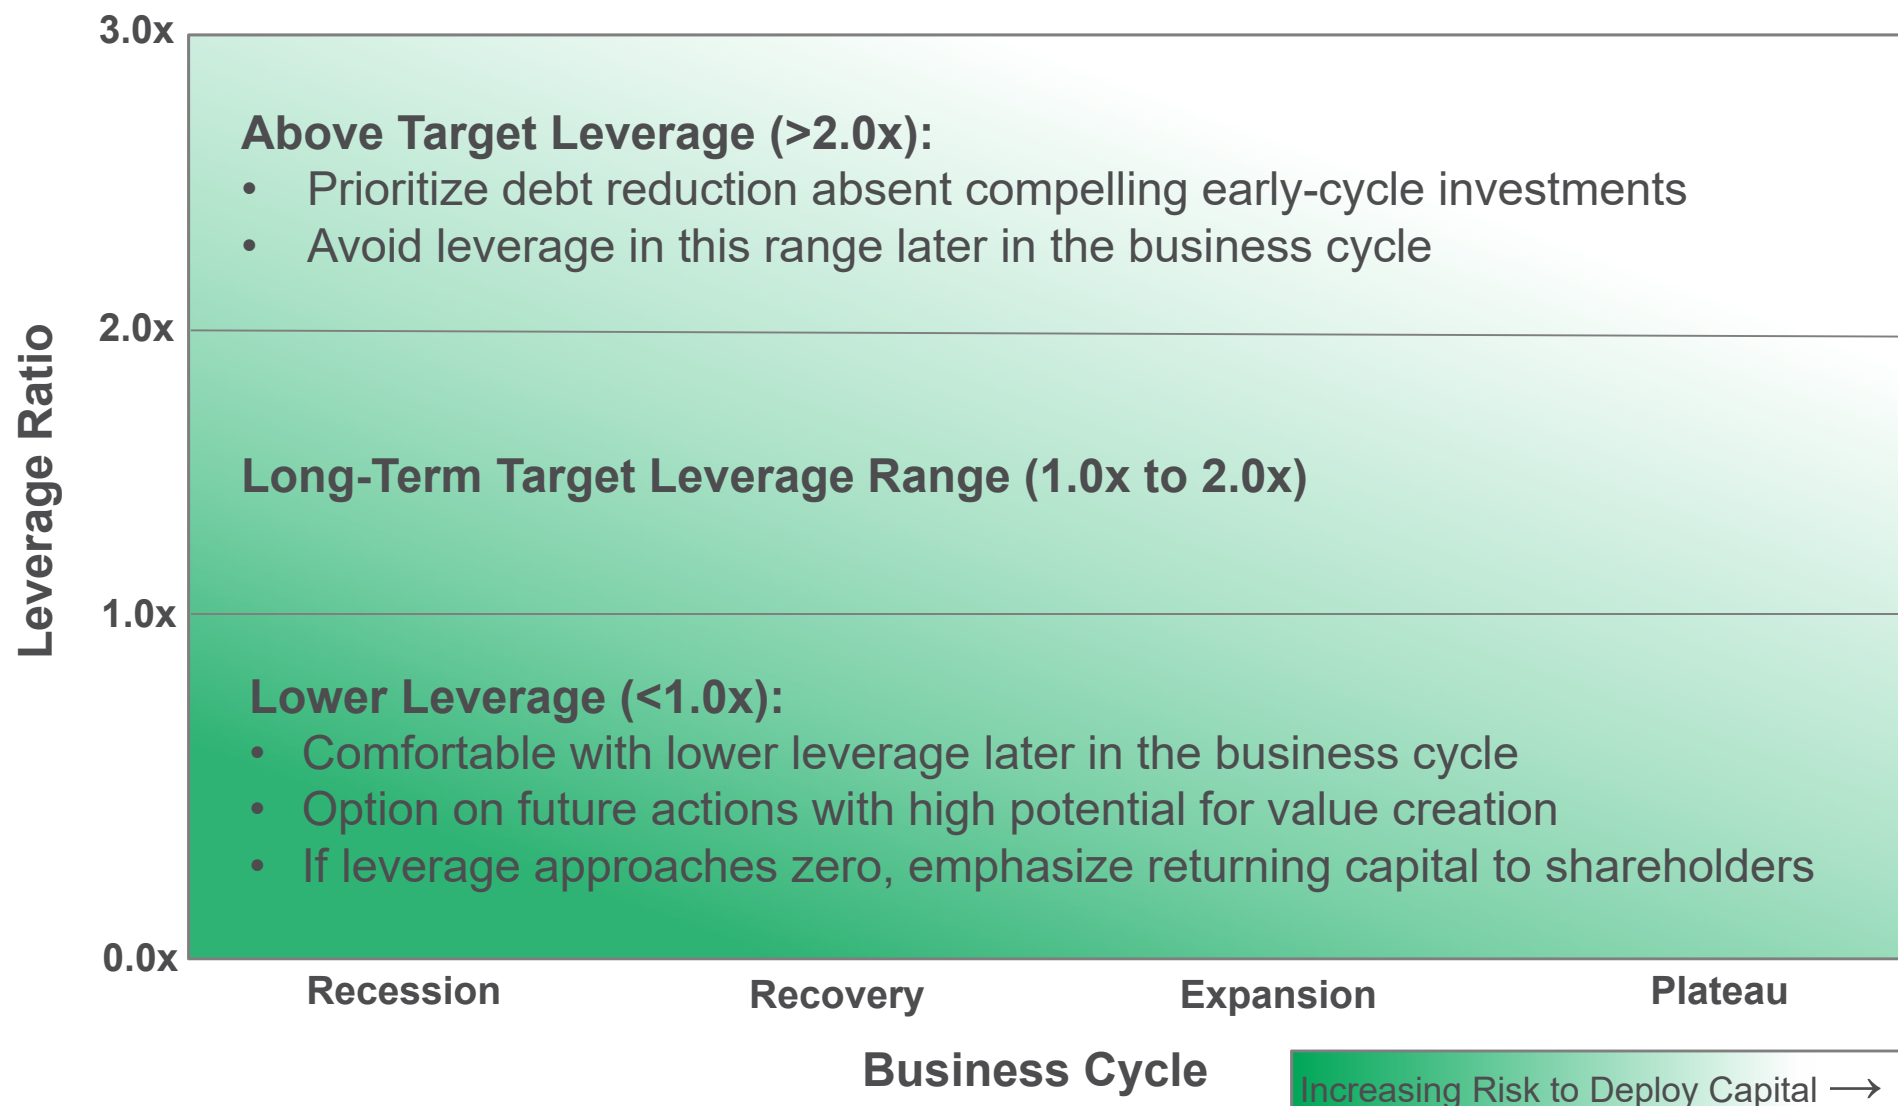 3.0x
Above Target Leverage (>2.0x):
• Prioritize debt reduction absent compelling early-cycle investments
• Avoid leverage in this range later in the business cycle
2.0x
Leverage Ratio
Long-Term Target Leverage Range (1.0x to 2.0x)
1.0x
Lower Leverage (<1.0x):
• Comfortable with lower leverage later in the business cycle
• Option on future actions with high potential for value creation
• If leverage approaches zero, emphasize returning capital to shareholders
0.0x
Recession
Recovery
Expansion
Plateau
Business Cycle
Increasing Risk to Deploy Capital →